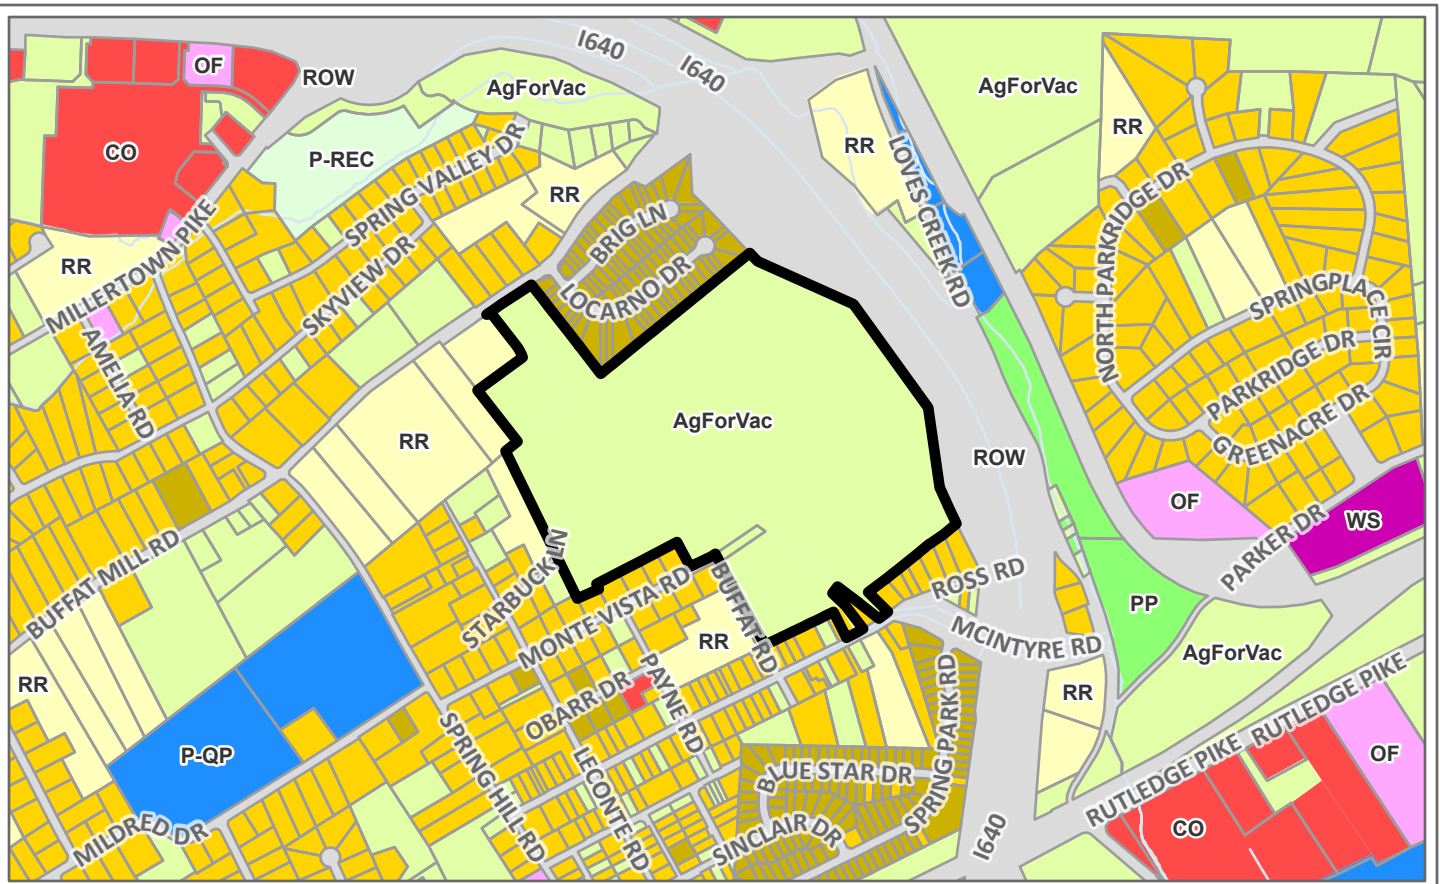 I640
I640
OF
ROW
AgForVac
AgForVac
CO
P-REC
RR
RR
RR
SPRING VALLEY DR
LOVES CREEK RD
BRIG LN
NORTH PARKRIDGE DR
SKYVIEW DR
RR
MILLERTOWN PIKE
LOCARNO DR
SPRINGPLACE CIR
AMELIA RD
PARKRIDGE DR
GREENACRE DR
RR
AgForVac
ROW
OF
WS
PARKER DR
BUFFAT MILL RD
STARBUCK LN
MONTE VISTA RD
BUFFAT RD
ROSS RD
PP
MCINTYRE RD
AgForVac
RR
RR
RR
OBARR DR
PAYNE RD
SPRING PARK RD
RUTLEDGE PIKE
RUTLEDGE PIKE
P-QP
SPRING HILL RD
LECONTE RD
BLUE STAR DR
OF
MILDRED DR
SINCLAIR DR
I640
CO